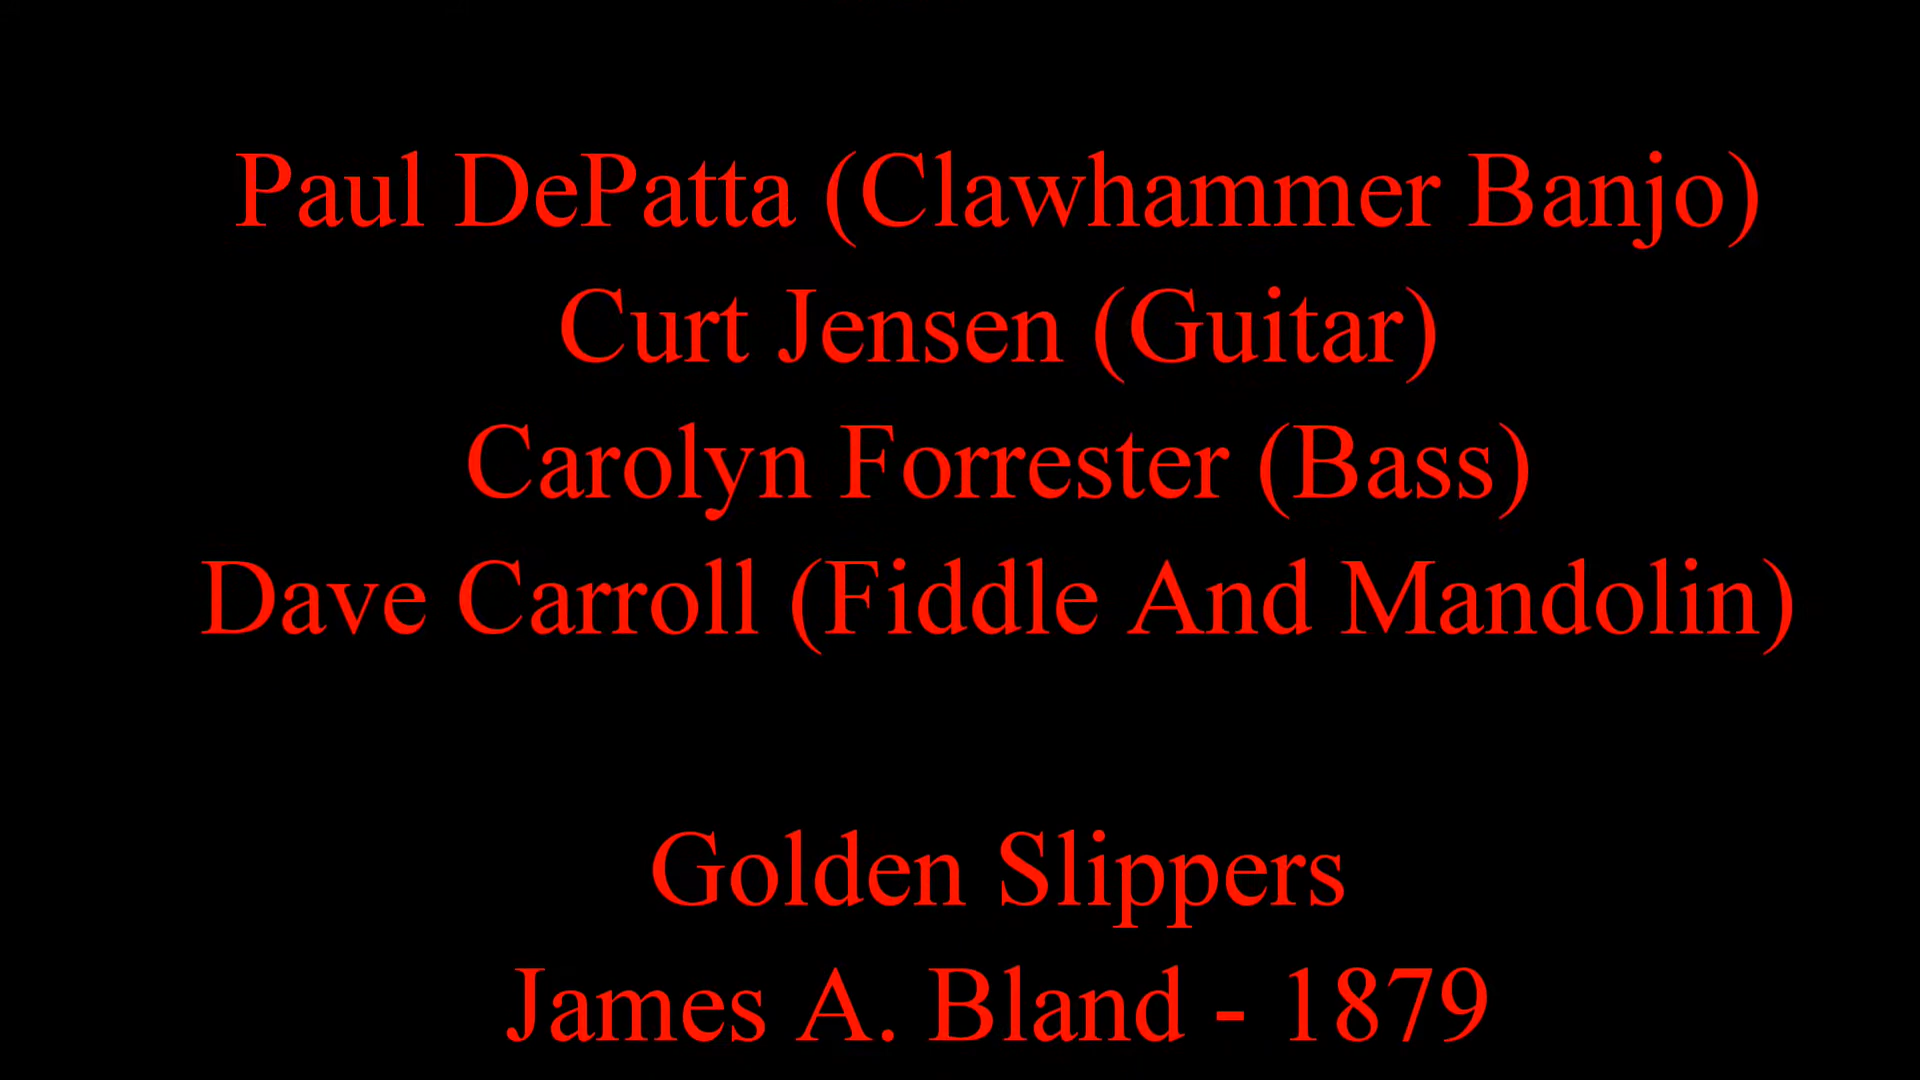 Paul DePatta (Clawhammer Banjo)
Curt Jensen (Guitar)
Carolyn Forrester (Bass)
Dave Carroll (Fiddle And Mandolin)
Golden Slippers
James A. Bland - 1879